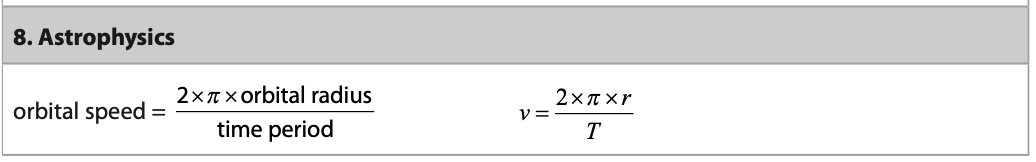 8. Astrophysics
orbital speed = 2×π×orbital radius / time period
v = 2×π×r / T